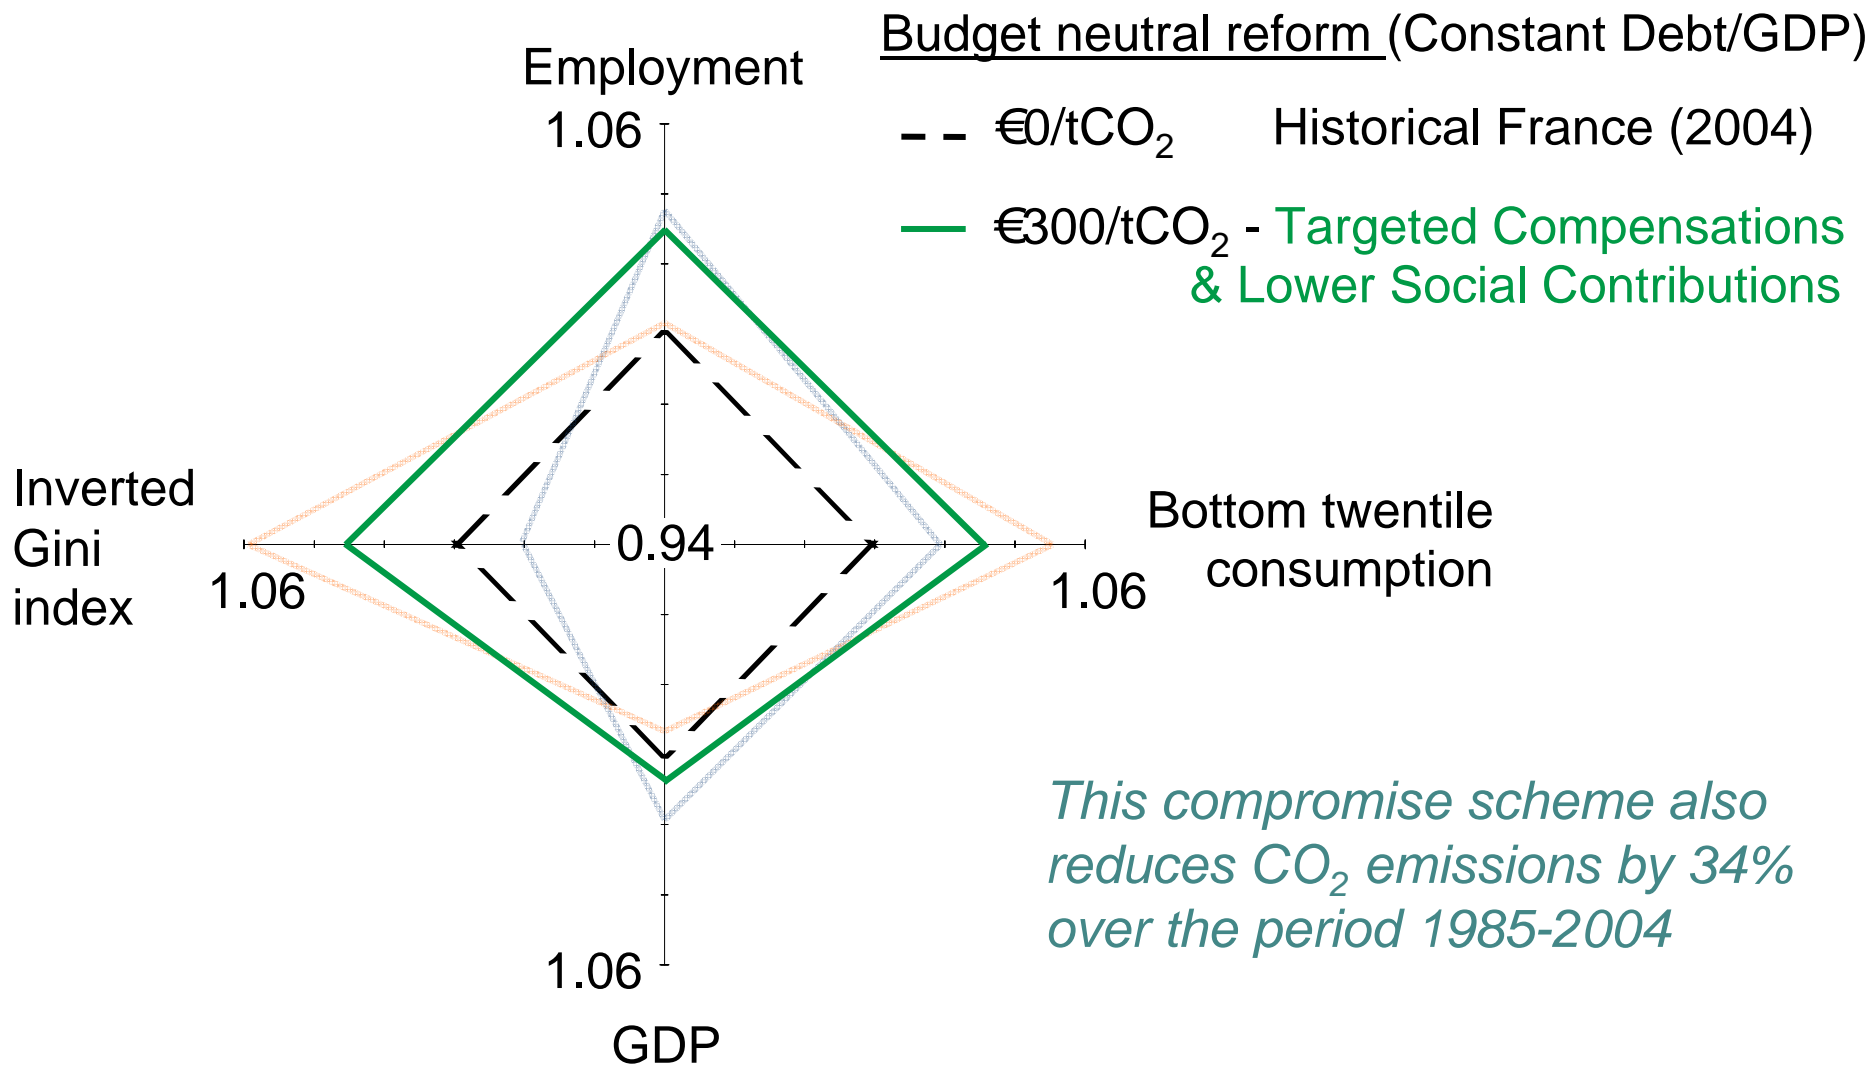 Budget neutral reform (Constant Debt/GDP)
€0/tCO₂ Historical France (2004)
€300/tCO₂ - Targeted Compensations
& Lower Social Contributions
Employment
1.06
Inverted
Gini
index
1.06
0.94
Bottom twentile
consumption
1.06
1.06
GDP
This compromise scheme also
reduces CO₂ emissions by 34%
over the period 1985-2004